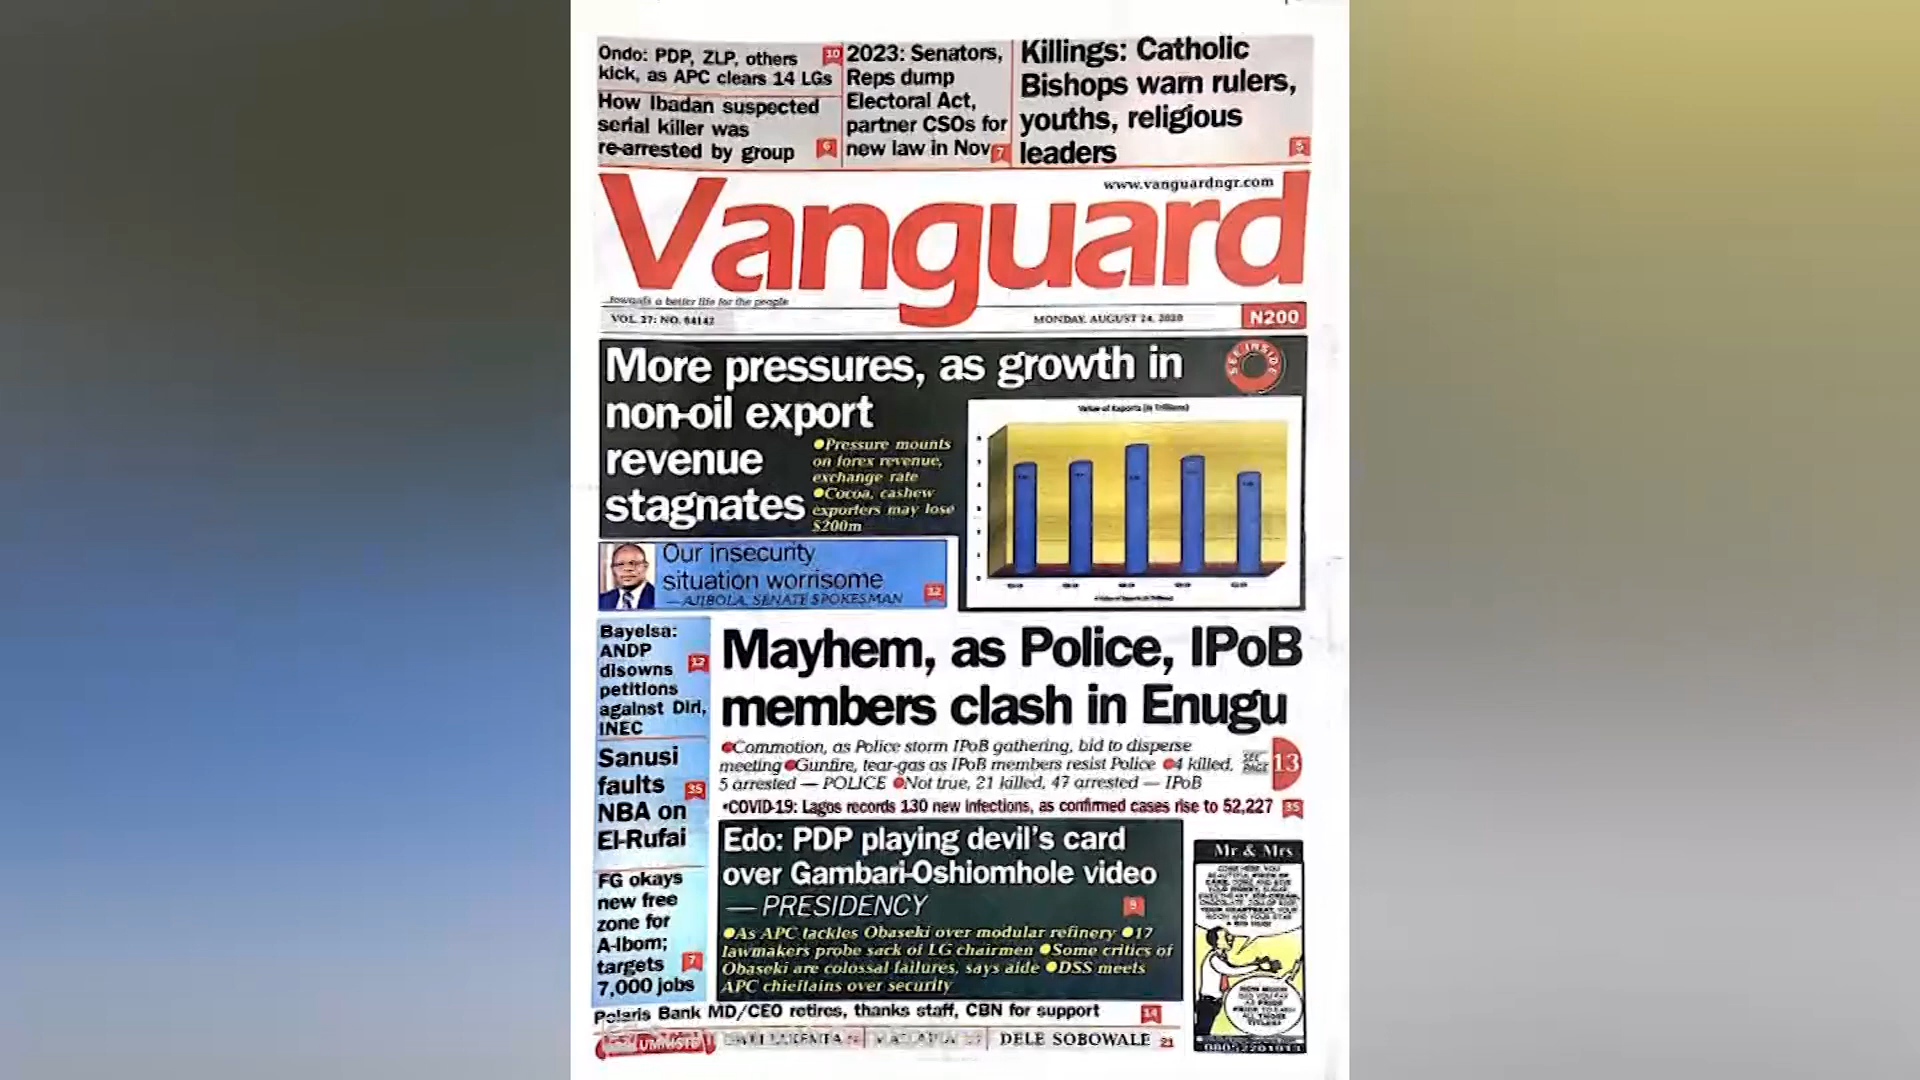 Ondo: PDP, ZLP, others
kick, as APC clears 14 LGs
10
How Ibadan suspected
serial killer was
re-arrested by group
6
2023: Senators,
Reps dump
Electoral Act,
partner CSOs for
new law in Nov
7
Killings: Catholic
Bishops warn rulers,
youths, religious
leaders
5
www.vanguardngr.com
Vanguard
...towards a better life for the people
VOL. 27: NO. 64142
MONDAY, AUGUST 24, 2020
N200
More pressures, as growth in
non-oil export
revenue
stagnates
SEE INSIDE
●Pressure mounts
on forex revenue,
exchange rate
●Cocoa, cashew
exporters may lose
$200m
Value of Exports (N Trillions)
Our insecurity
situation worrisome
— AJIBOLA, SENATE SPOKESMAN
12
Bayelsa:
ANDP
disowns
petitions
against Diri,
INEC
12
Sanusi
faults
NBA on
El-Rufai
35
FG okays
new free
zone for
A-Ibom;
targets
7,000 jobs
7
Mayhem, as Police, IPoB
members clash in Enugu
●Commotion, as Police storm IPoB gathering, bid to disperse
meeting ●Gunfire, tear-gas as IPoB members resist Police ●4 killed,
5 arrested — POLICE ●Not true, 21 killed, 47 arrested — IPoB
SEE PAGE 13
•COVID-19: Lagos records 130 new infections, as confirmed cases rise to 52,227
35
Edo: PDP playing devil's card
over Gambari-Oshiomhole video
— PRESIDENCY
9
●As APC tackles Obaseki over modular refinery ●17
lawmakers probe sack of LG chairmen ●Some critics of
Obaseki are colossal failures, says aide ●DSS meets
APC chieftains over security
Mr & Mrs
Polaris Bank MD/CEO retires, thanks staff, CBN for support
14
DELE SOBOWALE 21